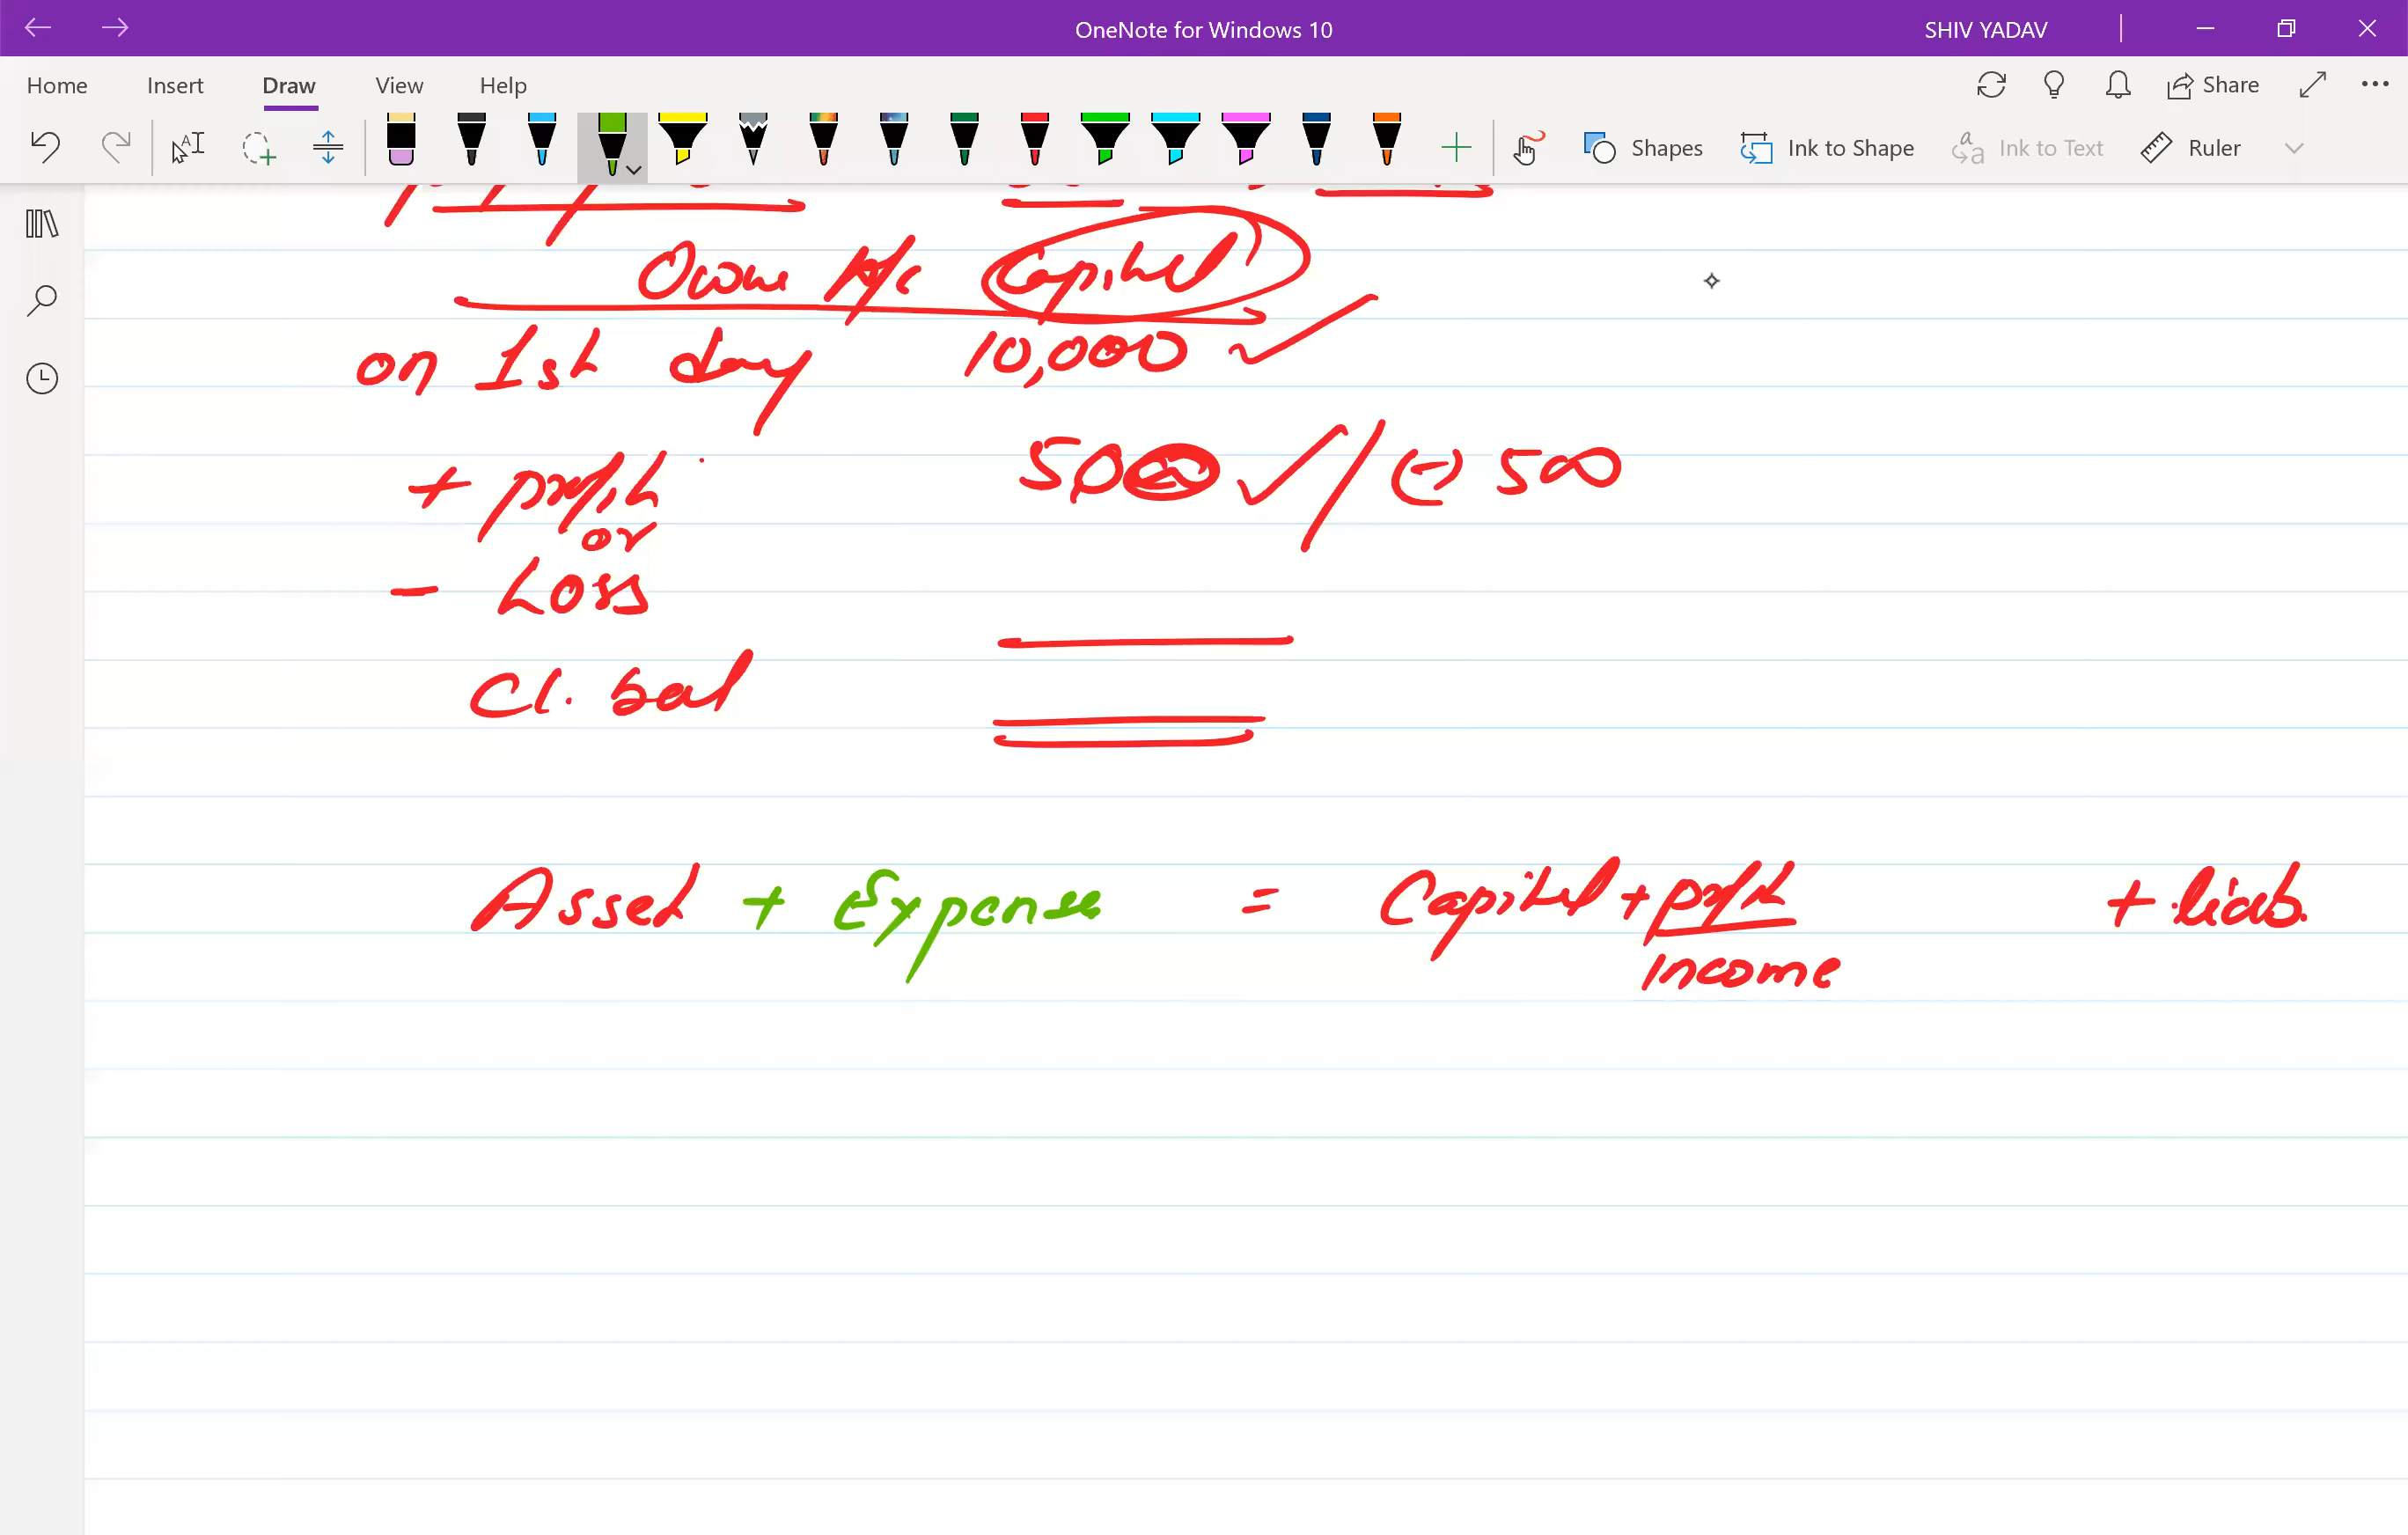 OneNote for Windows 10 SHIV YADAV
Home Insert Draw View Help Share
Shapes Ink to Shape Ink to Text Ruler
Own A/c Capital
on 1st day 10,000
+ profit 5000 / (-) 500
or
- Loss
Cl. bal
Asset + Expense = Capital + profit + liab.
income